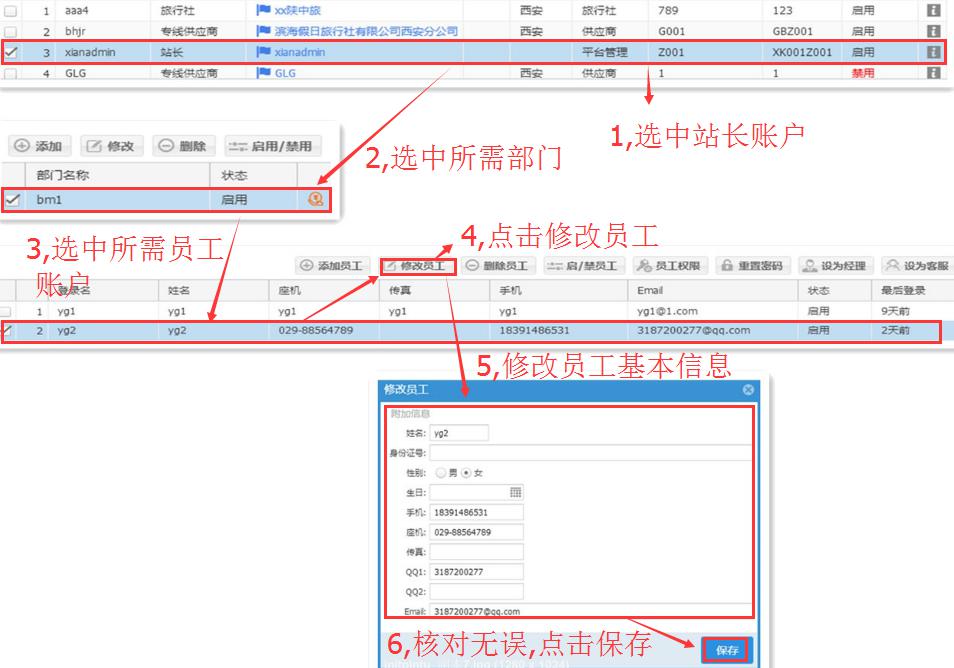 1 aaa4 旅行社 xx陕中旅 西安 旅行社 789 123 启用
2 bhjr 专线供应商 滨海假日旅行社有限公司西安分公司 西安 供应商 G001 GBZ001 启用
3 xianadmin 站长 xianadmin 平台管理 Z001 XK001Z001 启用
4 GLG 专线供应商 GLG 西安 供应商 1 1 禁用
1,选中站长账户
添加 修改 删除 启用/禁用
2,选中所需部门
部门名称 状态
bm1 启用
3,选中所需员工
账户
4,点击修改员工
添加员工 修改员工 删除员工 启/禁员工 员工权限 重置密码 设为经理 设为客服
登录名 姓名 座机 传真 手机 Email 状态 最后登录
1 yg1 yg1 yg1 yg1 yg1 yg1@1.com 启用 9天前
2 yg2 yg2 029-88564789 18391486531 3187200277@qq.com 启用 2天前
5,修改员工基本信息
修改员工
附加信息
姓名: yg2
身份证号:
性别: 男 女
生日:
手机: 18391486531
座机: 029-88564789
传真:
QQ1: 3187200277
QQ2:
Email: 3187200277@qq.com
6,核对无误,点击保存
保存